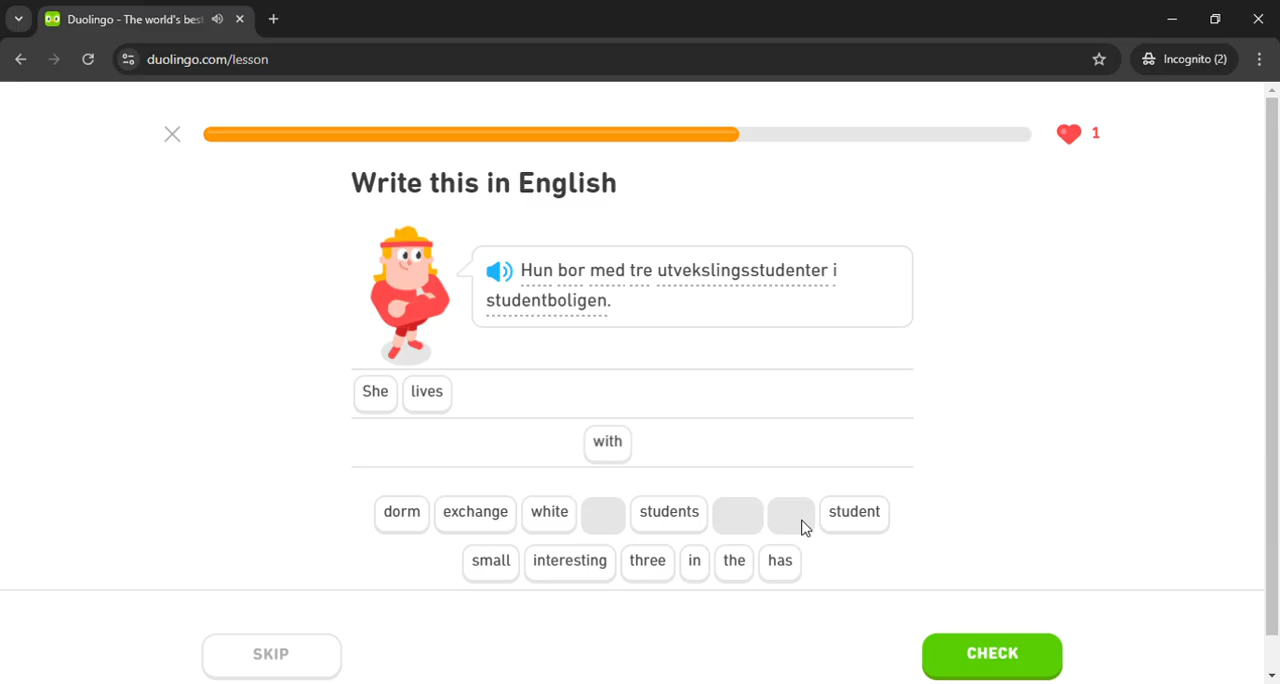 Duolingo - The world's bes
duolingo.com/lesson
Incognito (2)
1
Write this in English
Hun bor med tre utvekslingsstudenter i
studentboligen.
She lives
with
dorm exchange white students student
small interesting three in the has
SKIP
CHECK